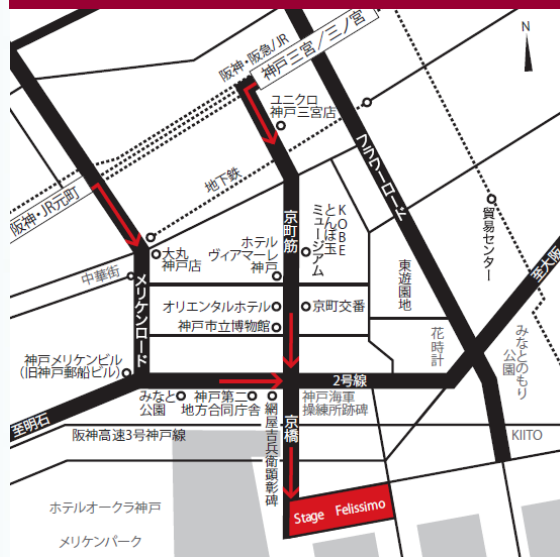 N
阪神・阪急/JR
神戸三宮/三ノ宮
ユニクロ
神戸三宮店
地下鉄
フラワーロード
阪神・JR元町
貿易センター
KOBE
とんぼ玉
ミュージアム
京町筋
大丸
神戸店
ホテル
ヴィアマーレ
神戸
中華街
メリケンロード
東遊園地
至大阪
オリエンタルホテル
京町交番
神戸市立博物館
花時計
みなとのもり
公園
神戸メリケンビル
(旧神戸郵船ビル)
2号線
みなと
公園
神戸第二
地方合同庁舎
網屋吉兵衛顕彰碑
神戸海軍
操練所跡碑
京橋
至明石
阪神高速3号神戸線
KIITO
ホテルオークラ神戸
Stage Felissimo
メリケンパーク